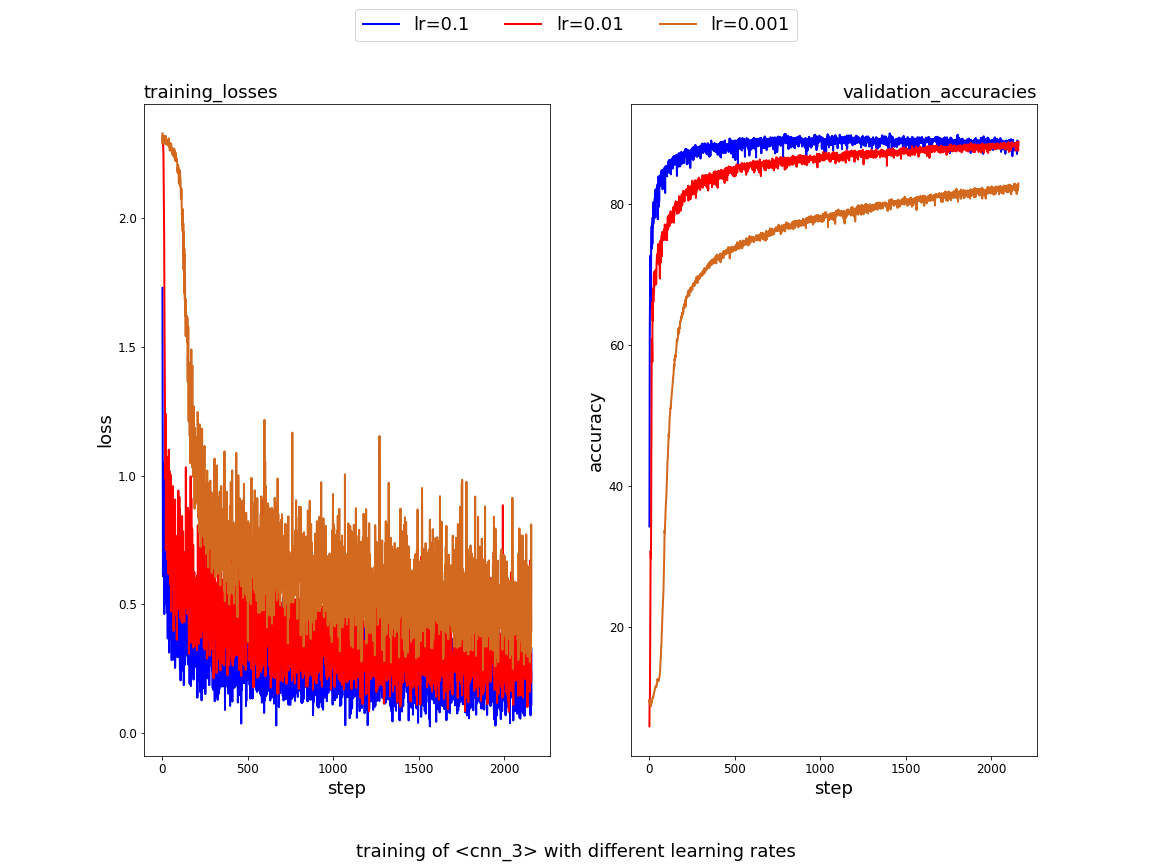 lr=0.1 lr=0.01 lr=0.001
training_losses
2.0
1.5
1.0
0.5
0.0
loss
0 500 1000 1500 2000
step
validation_accuracies
80
60
40
20
accuracy
0 500 1000 1500 2000
step
training of <cnn_3> with different learning rates